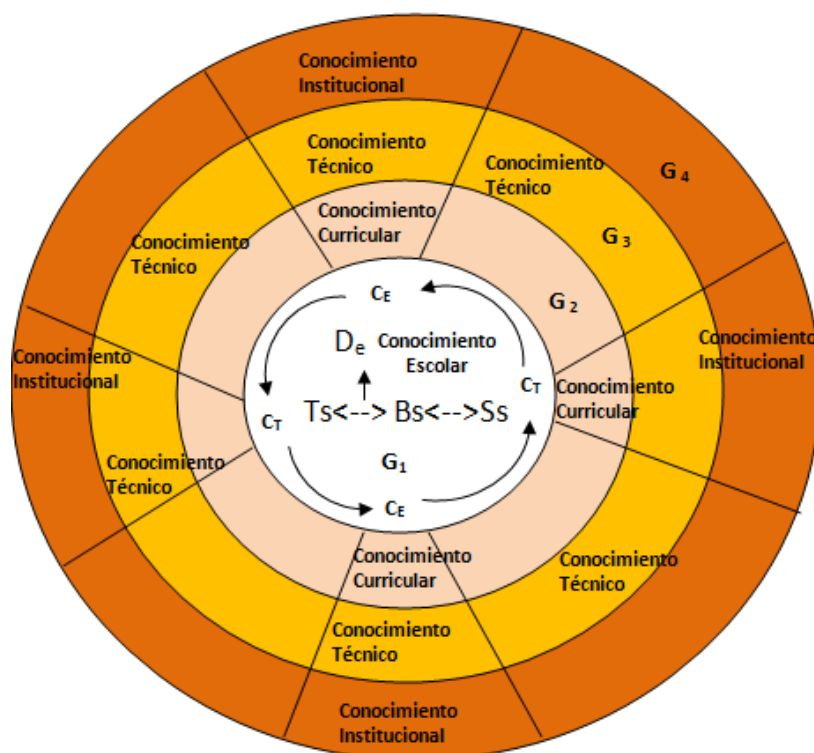 Conocimiento
Institucional
Conocimiento
Técnico
Conocimiento
Técnico
G 4
Conocimiento
Curricular
G 3
Conocimiento
Técnico
G 2
CE
De
Conocimiento
Escolar
Conocimiento
Institucional
Conocimiento
Institucional
CT
Conocimiento
Curricular
CT
Ts<--> Bs<-->Ss
G1
Conocimiento
Técnico
CE
Conocimiento
Curricular
Conocimiento
Técnico
Conocimiento
Técnico
Conocimiento
Institucional